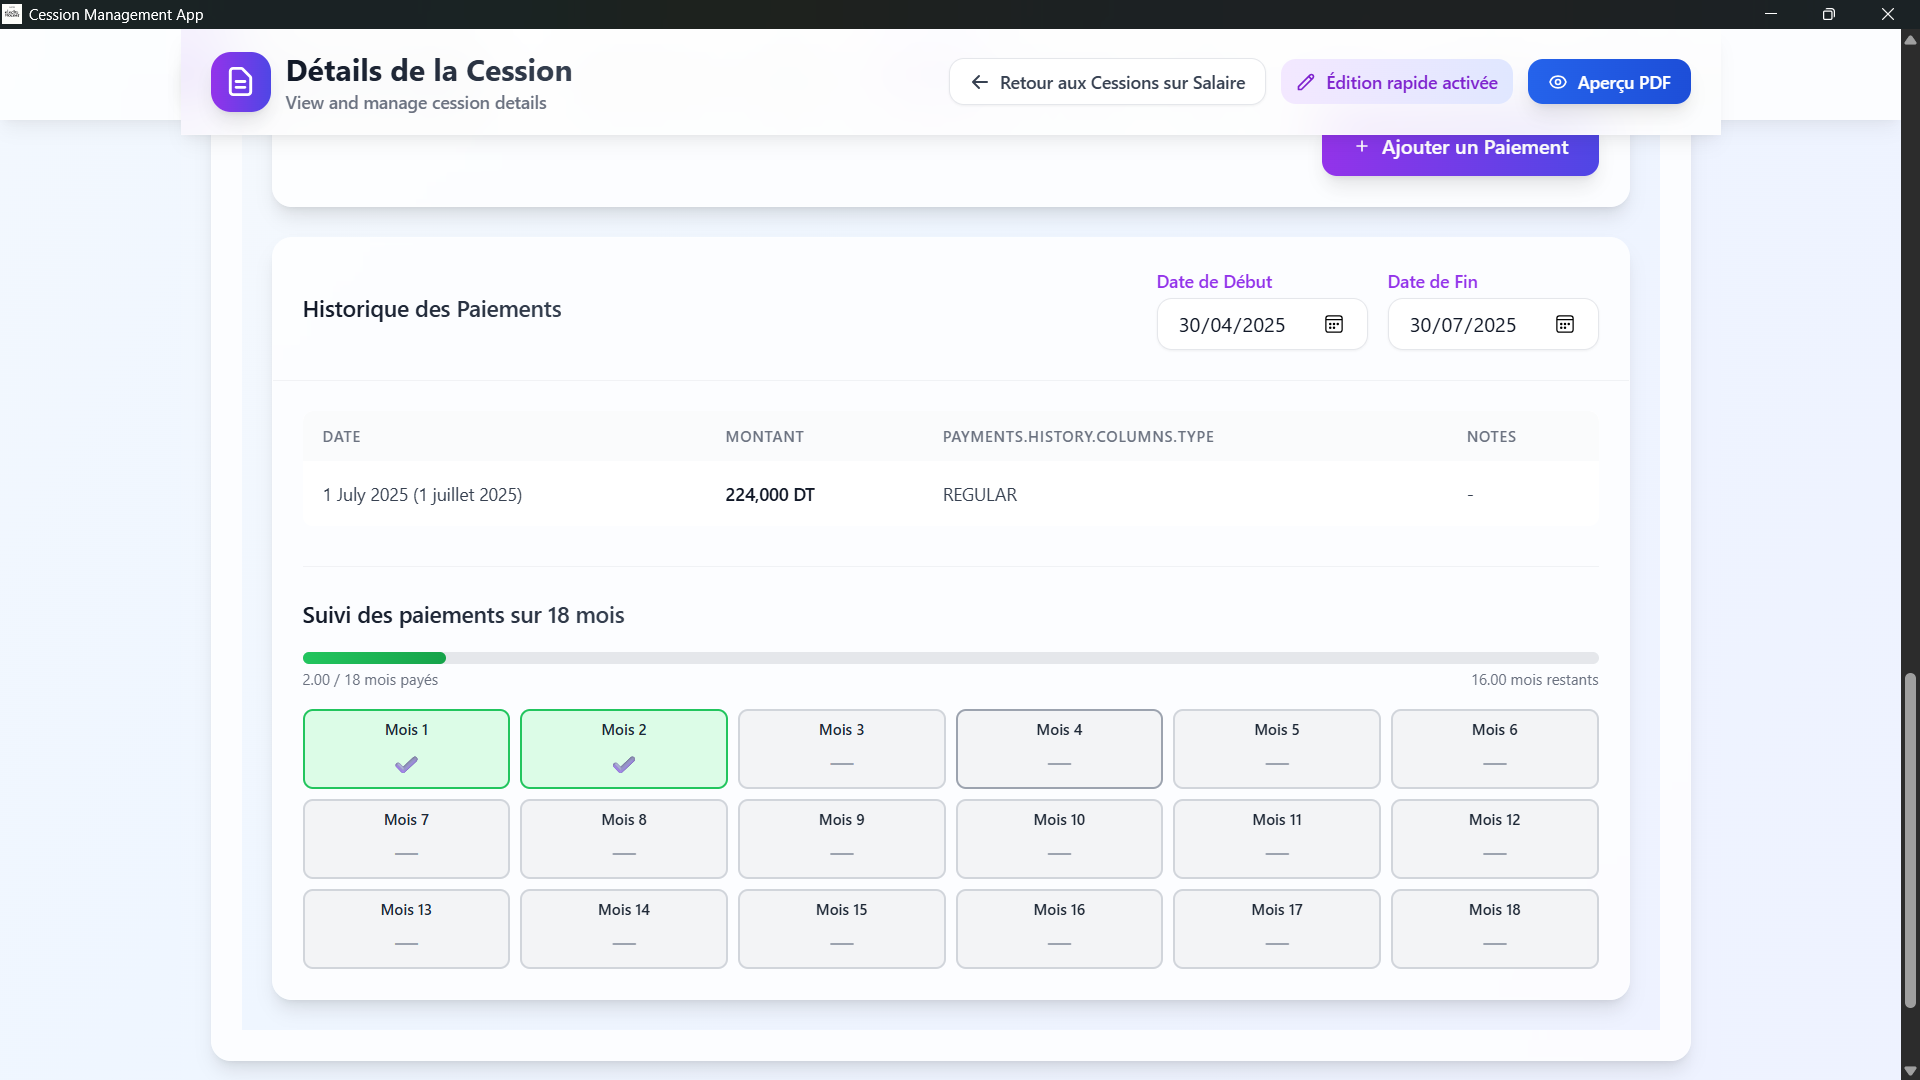 Cession Management App
Détails de la Cession
View and manage cession details
Retour aux Cessions sur Salaire
Édition rapide activée
Aperçu PDF
+ Ajouter un Paiement
Historique des Paiements
Date de Début
Date de Fin
30/04/2025
30/07/2025
DATE MONTANT PAYMENTS.HISTORY.COLUMNS.TYPE NOTES
1 July 2025 (1 juillet 2025) 224,000 DT REGULAR -
Suivi des paiements sur 18 mois
2.00 / 18 mois payés 16.00 mois restants
Mois 1 Mois 2 Mois 3 Mois 4 Mois 5 Mois 6
Mois 7 Mois 8 Mois 9 Mois 10 Mois 11 Mois 12
Mois 13 Mois 14 Mois 15 Mois 16 Mois 17 Mois 18